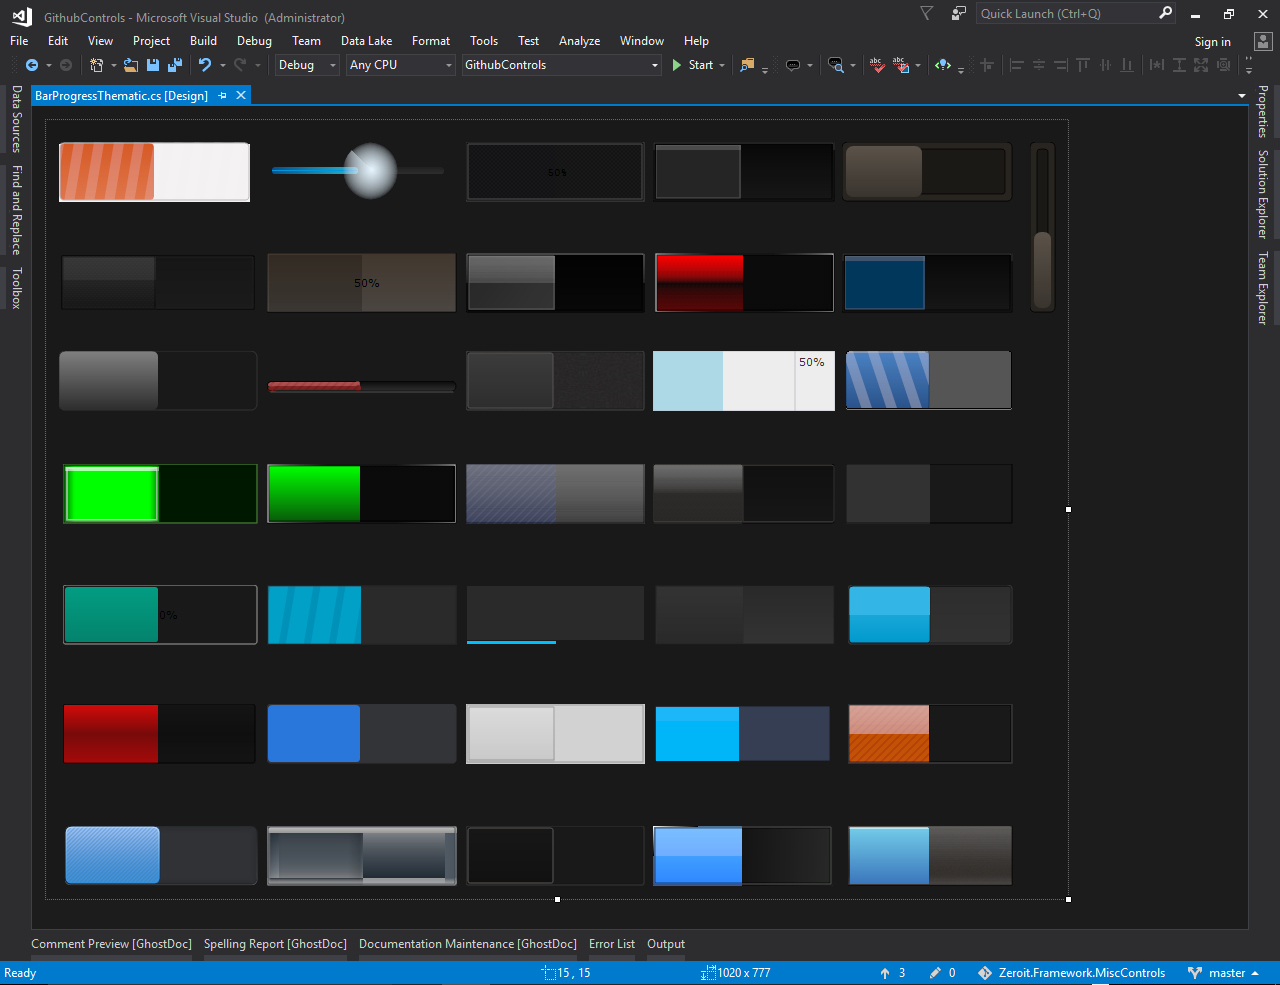 GithubControls - Microsoft Visual Studio (Administrator)
Quick Launch (Ctrl+Q)
File Edit View Project Build Debug Team Data Lake Format Tools Test Analyze Window Help
Sign in
Debug Any CPU GithubControls Start
BarProgressThematic.cs [Design]
Data Sources
Find and Replace
Toolbox
Properties
Solution Explorer
Team Explorer
50%
50%
50%
0%
Comment Preview [GhostDoc] Spelling Report [GhostDoc] Documentation Maintenance [GhostDoc] Error List Output
Ready
15 , 15
1020 x 777
3
0
Zeroit.Framework.MiscControls
master